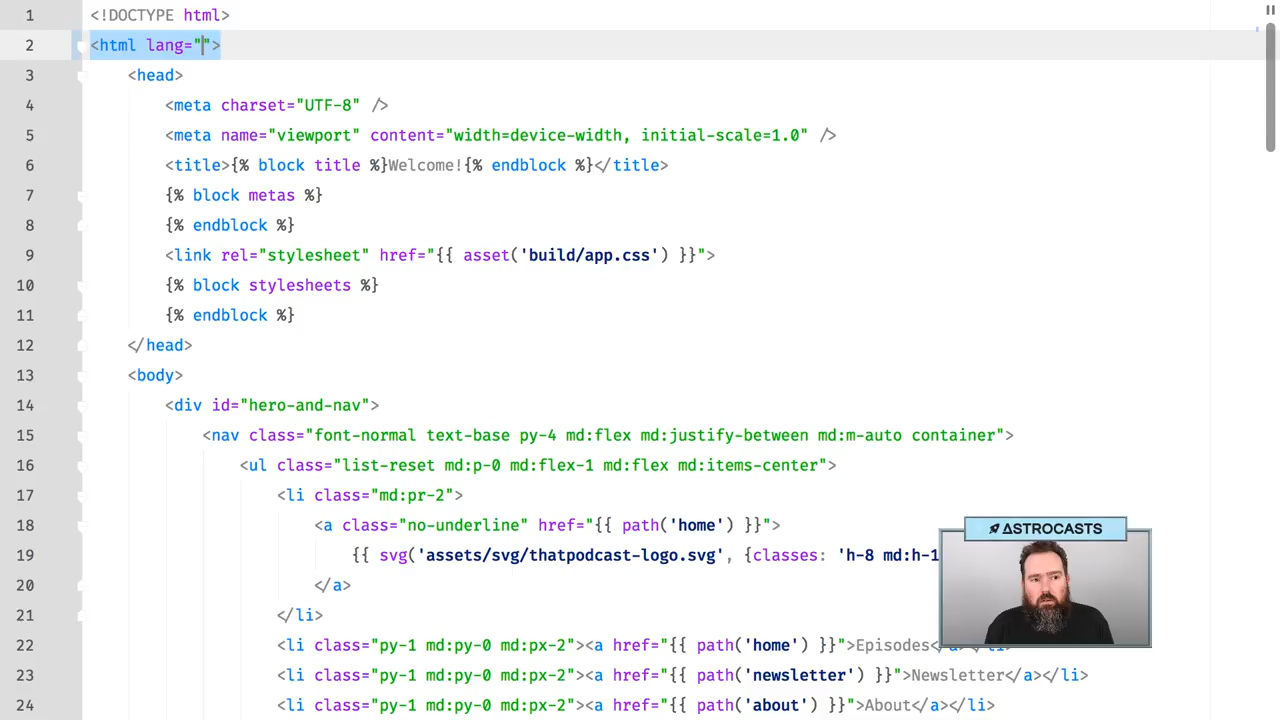 1 <!DOCTYPE html>
2 <html lang="">
3 <head>
4 <meta charset="UTF-8" />
5 <meta name="viewport" content="width=device-width, initial-scale=1.0" />
6 <title>{% block title %}Welcome!{% endblock %}</title>
7 {% block metas %}
8 {% endblock %}
9 <link rel="stylesheet" href="{{ asset('build/app.css') }}">
10 {% block stylesheets %}
11 {% endblock %}
12 </head>
13 <body>
14 <div id="hero-and-nav">
15 <nav class="font-normal text-base py-4 md:flex md:justify-between md:m-auto container">
16 <ul class="list-reset md:p-0 md:flex-1 md:flex md:items-center">
17 <li class="md:pr-2">
18 <a class="no-underline" href="{{ path('home') }}">
19 {{ svg('assets/svg/thatpodcast-logo.svg', {classes: 'h-8 md:h-1
20 </a>
21 </li>
22 <li class="py-1 md:py-0 md:px-2"><a href="{{ path('home') }}">Episodes</a></li>
23 <li class="py-1 md:py-0 md:px-2"><a href="{{ path('newsletter') }}">Newsletter</a></li>
24 <li class="py-1 md:py-0 md:px-2"><a href="{{ path('about') }}">About</a></li>
ASTROCASTS